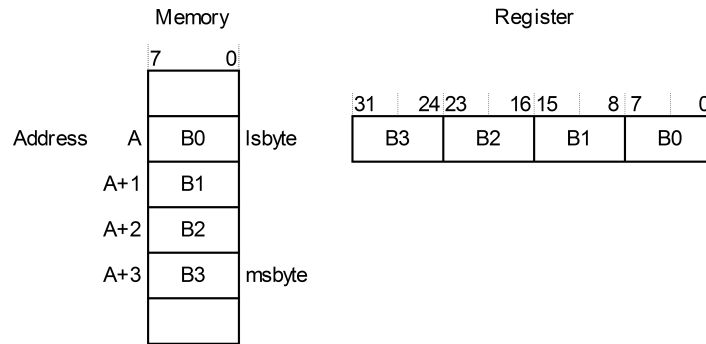 Memory Register
7 0
31 24 23 16 15 8 7 0
Address A B0 lsbyte B3 B2 B1 B0
A+1 B1
A+2 B2
A+3 B3 msbyte